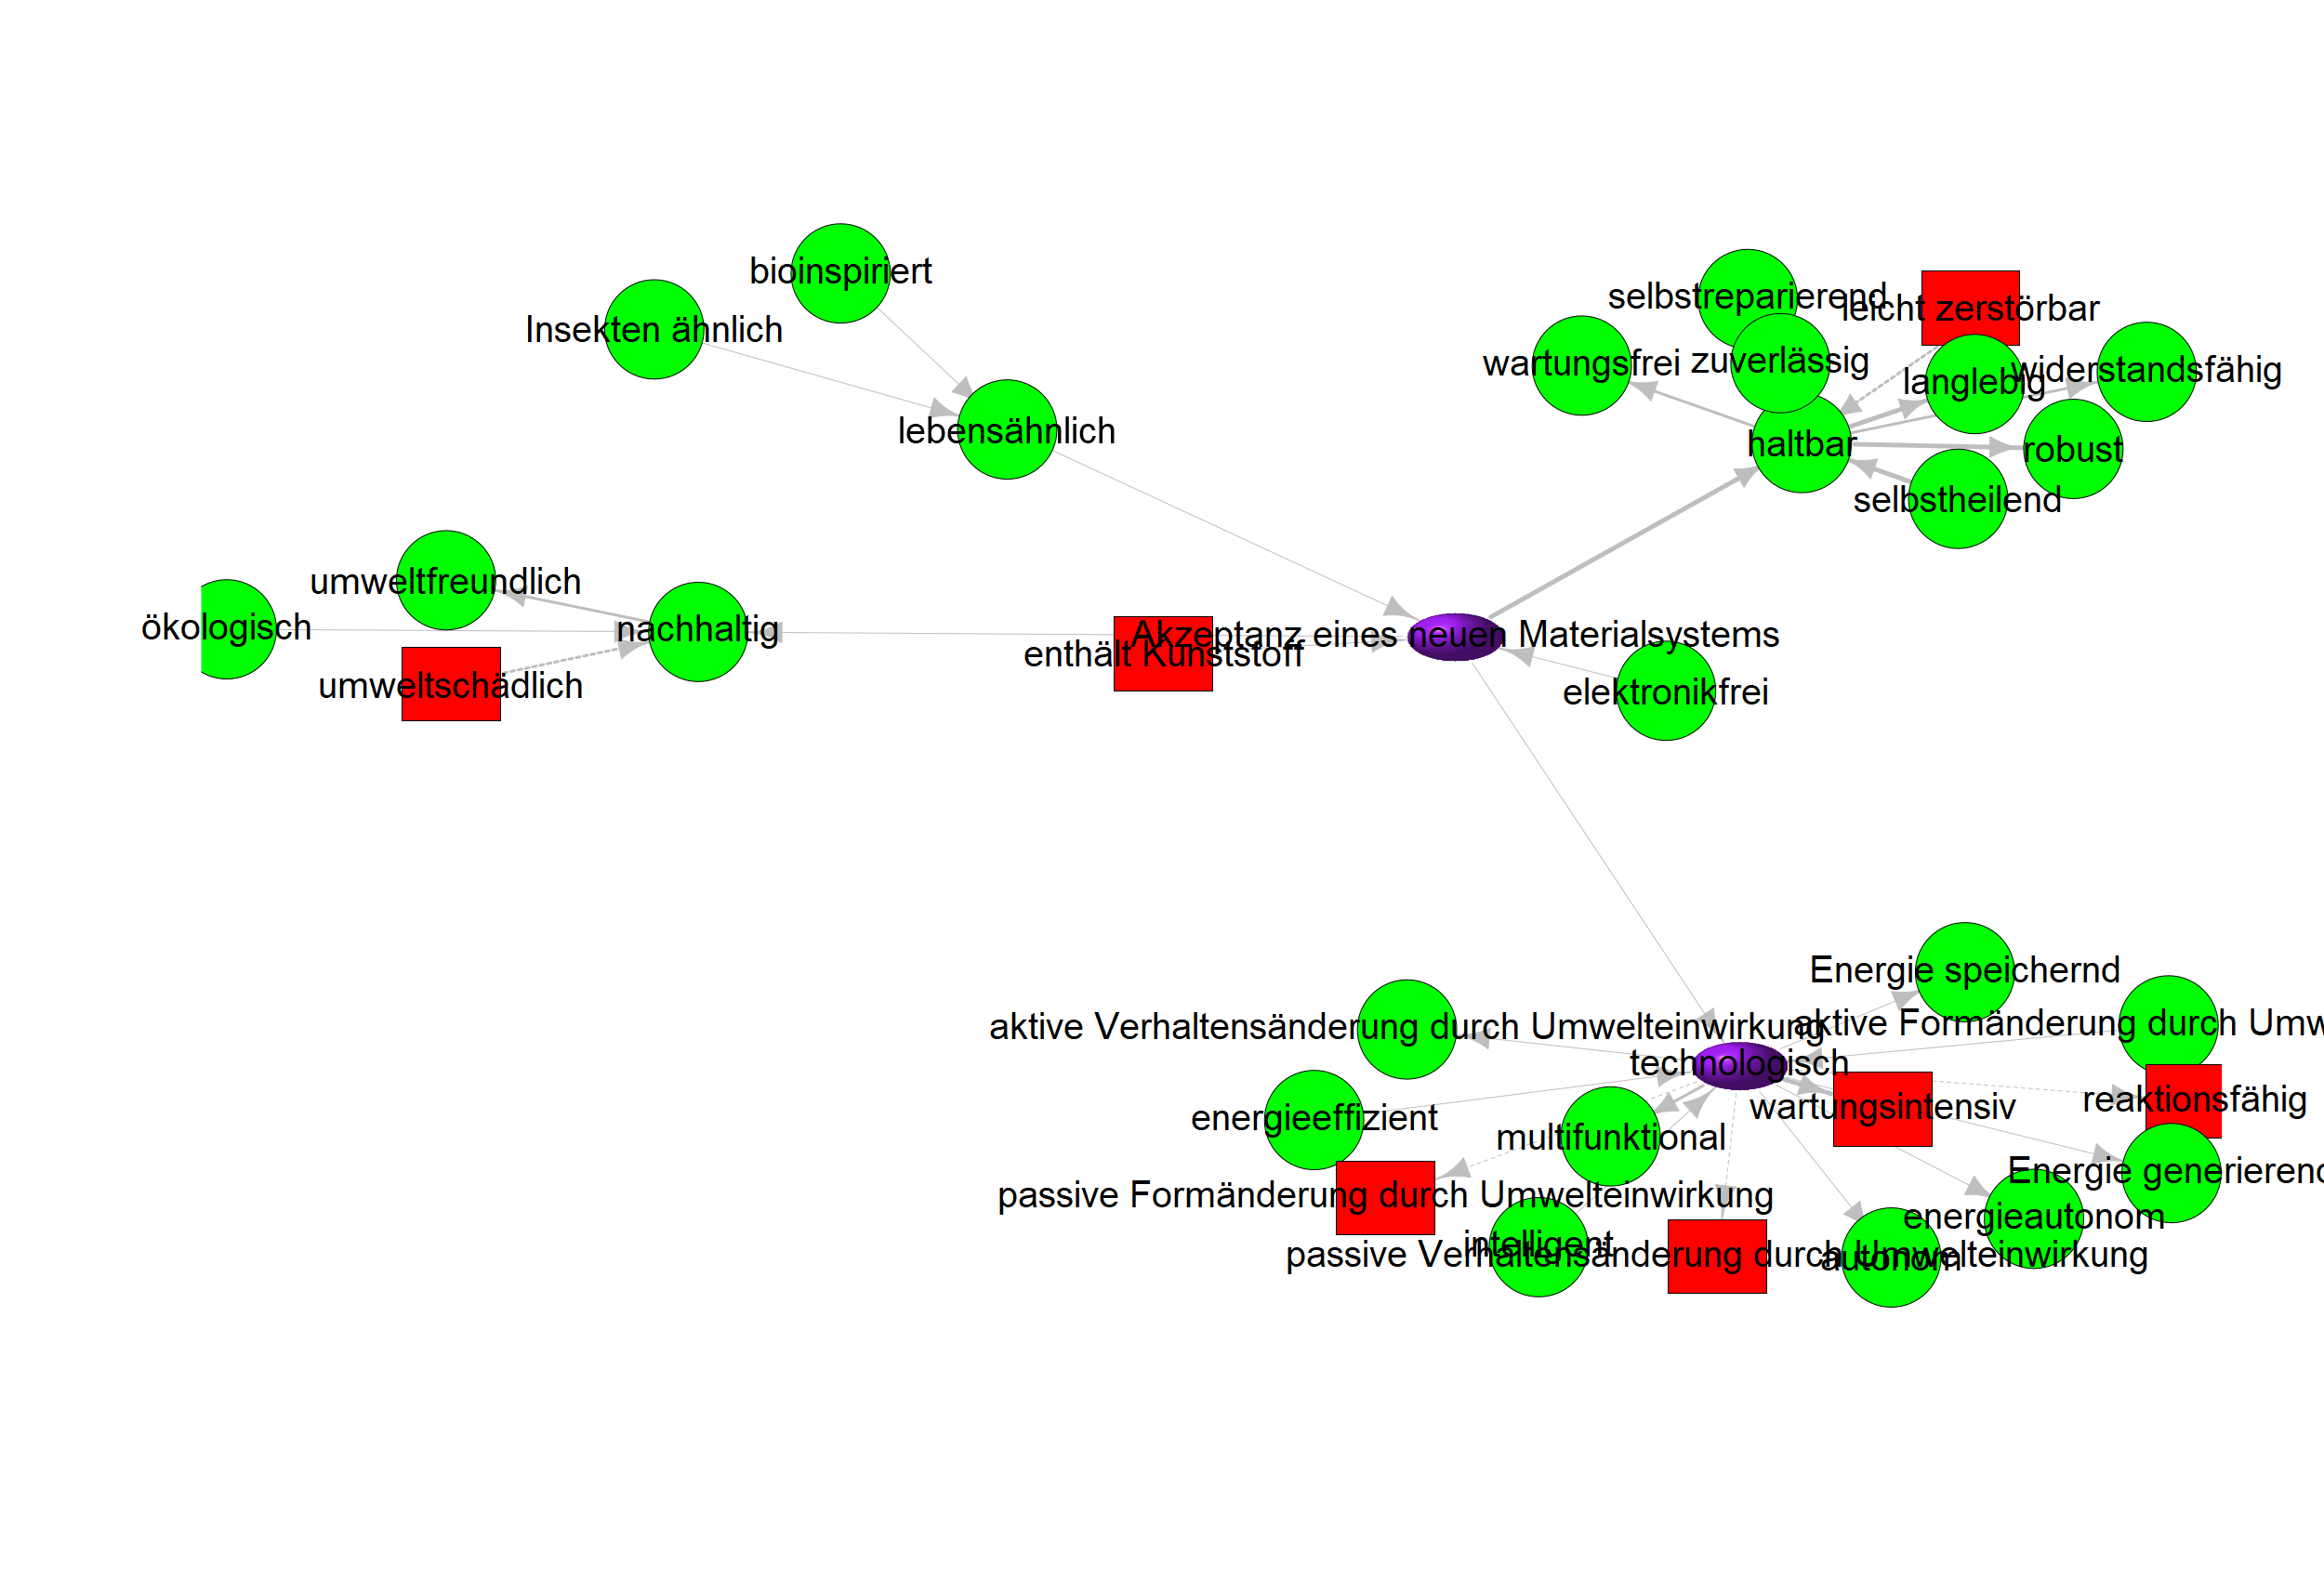 bioinspiriert
Insekten ähnlich
lebensähnlich
selbstreparierend
leicht zerstörbar
wartungsfrei
zuverlässig
langlebig
widerstandsfähig
haltbar
robust
selbstheilend
umweltfreundlich
ökologisch
nachhaltig
umweltschädlich
Akzeptanz eines neuen Materialsystems
enthält Kunststoff
elektronikfrei
Energie speichernd
aktive Verhaltensänderung durch Umwelteinwirkung
aktive Formänderung durch Umw
technologisch
energieeffizient
wartungsintensiv
reaktionsfähig
multifunktional
Energie generierend
passive Formänderung durch Umwelteinwirkung
energieautonom
intelligent
passive Verhaltensänderung durch Umwelteinwirkung
autonom